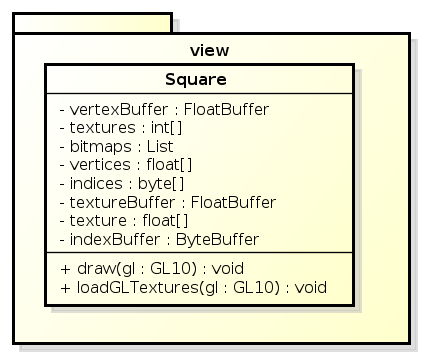 view
Square
- vertexBuffer : FloatBuffer
- textures : int[]
- bitmaps : List
- vertices : float[]
- indices : byte[]
- textureBuffer : FloatBuffer
- texture : float[]
- indexBuffer : ByteBuffer
+ draw(gl : GL10) : void
+ loadGLTextures(gl : GL10) : void